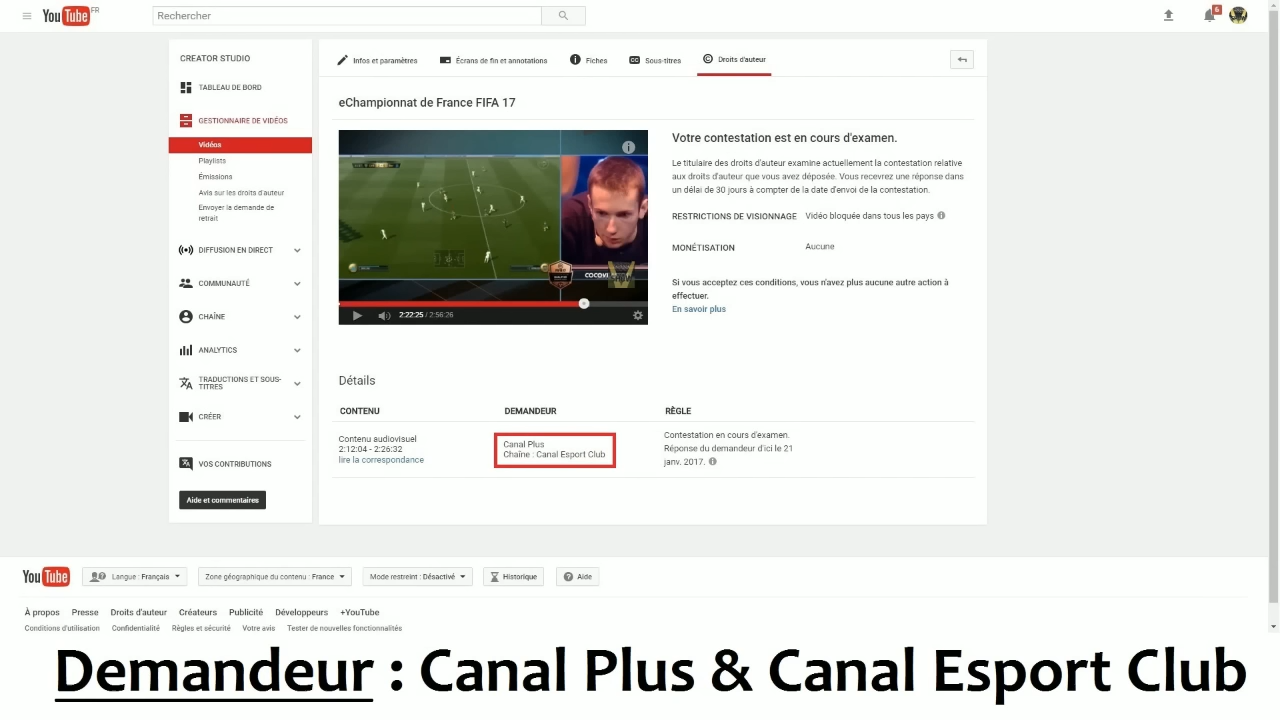 YouTube FR
Rechercher
6
CREATOR STUDIO
TABLEAU DE BORD
GESTIONNAIRE DE VIDÉOS
Vidéos
Playlists
Émissions
Avis sur les droits d'auteur
Envoyer la demande de
retrait
DIFFUSION EN DIRECT
COMMUNAUTÉ
CHAÎNE
ANALYTICS
TRADUCTIONS ET SOUS-
TITRES
CRÉER
VOS CONTRIBUTIONS
Aide et commentaires
Infos et paramètres
Écrans de fin et annotations
Fiches
Sous-titres
Droits d'auteur
eChampionnat de France FIFA 17
COCOVI
2:22:25 / 2:56:26
Votre contestation est en cours d'examen.
Le titulaire des droits d'auteur examine actuellement la contestation relative
aux droits d'auteur que vous avez déposée. Vous recevrez une réponse dans
un délai de 30 jours à compter de la date d'envoi de la contestation.
RESTRICTIONS DE VISIONNAGE Vidéo bloquée dans tous les pays
MONÉTISATION Aucune
Si vous acceptez ces conditions, vous n'avez plus aucune autre action à
effectuer.
En savoir plus
Détails
CONTENU DEMANDEUR RÈGLE
Contenu audiovisuel
2:12:04 - 2:26:32
lire la correspondance
Canal Plus
Chaîne : Canal Esport Club
Contestation en cours d'examen.
Réponse du demandeur d'ici le 21
janv. 2017.
YouTube
Langue : Français
Zone géographique du contenu : France
Mode restreint : Désactivé
Historique
Aide
À propos Presse Droits d'auteur Créateurs Publicité Développeurs +YouTube
Conditions d'utilisation Confidentialité Règles et sécurité Votre avis Tester de nouvelles fonctionnalités
Demandeur : Canal Plus & Canal Esport Club